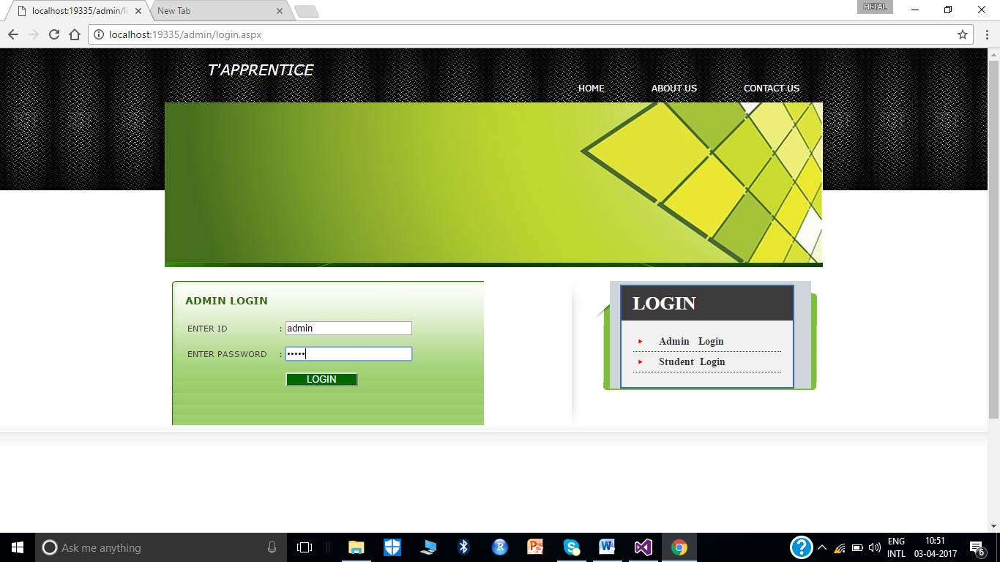 HETAL
localhost:19335/admin/l
New Tab
localhost:19335/admin/login.aspx
T'APPRENTICE
HOME ABOUT US CONTACT US
ADMIN LOGIN
ENTER ID : admin
ENTER PASSWORD : •••••
LOGIN
LOGIN
Admin Login
Student Login
Ask me anything
ENG
INTL
10:51
03-04-2017
6